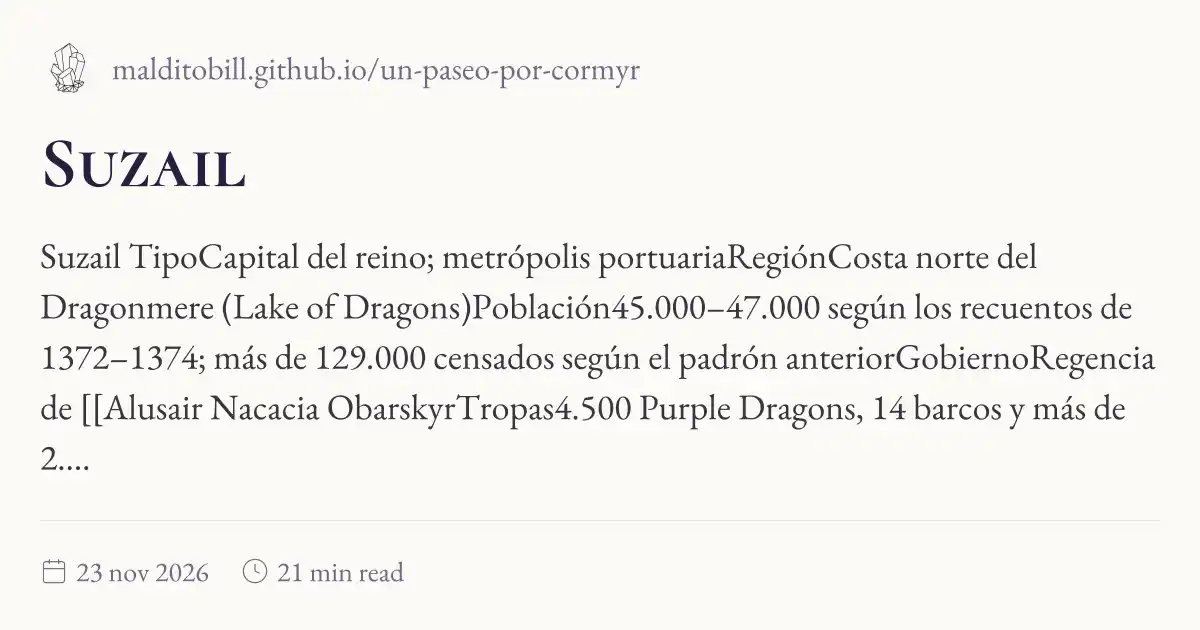 malditobill.github.io/un-paseo-por-cormyr
Suzail
Suzail TipoCapital del reino; metrópolis portuariaRegiónCosta norte del
Dragonmere (Lake of Dragons)Población45.000–47.000 según los recuentos de
1372–1374; más de 129.000 censados según el padrón anteriorGobiernoRegencia
de [[Alusair Nacacia ObarskyrTropas4.500 Purple Dragons, 14 barcos y más de
2....
23 nov 2026 21 min read